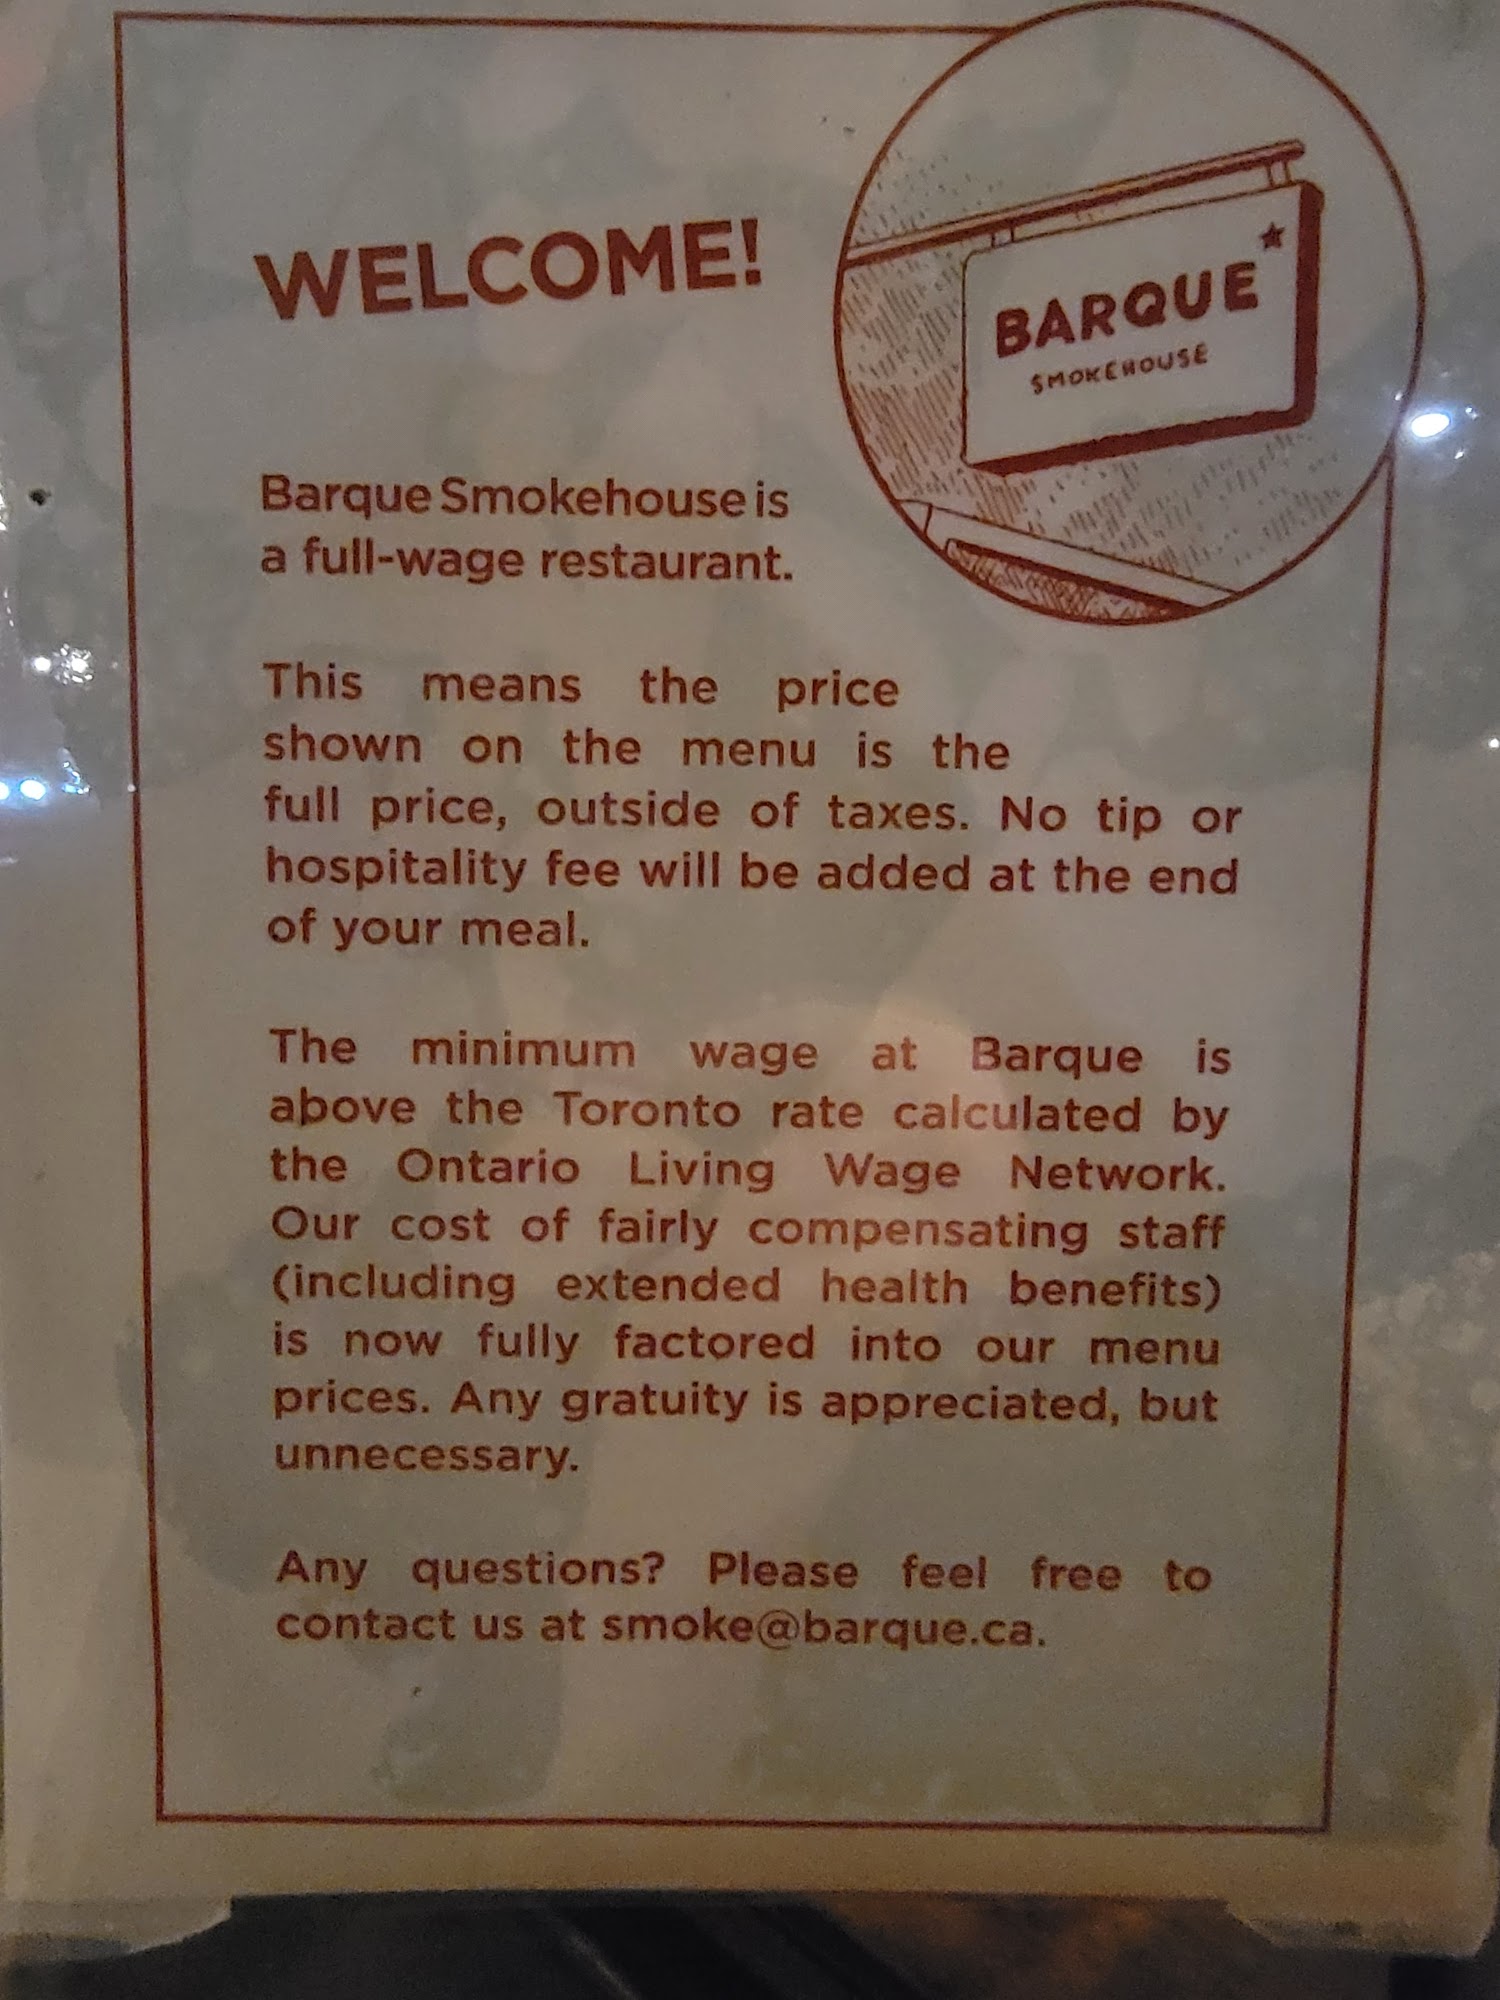 WELCOME!
BARQUE
SMOKEHOUSE
Barque Smokehouse is
a full-wage restaurant.
This means the price
shown on the menu is the
full price, outside of taxes. No tip or
hospitality fee will be added at the end
of your meal.
The minimum wage at Barque is
above the Toronto rate calculated by
the Ontario Living Wage Network.
Our cost of fairly compensating staff
(including extended health benefits)
is now fully factored into our menu
prices. Any gratuity is appreciated, but
unnecessary.
Any questions? Please feel free to
contact us at smoke@barque.ca.